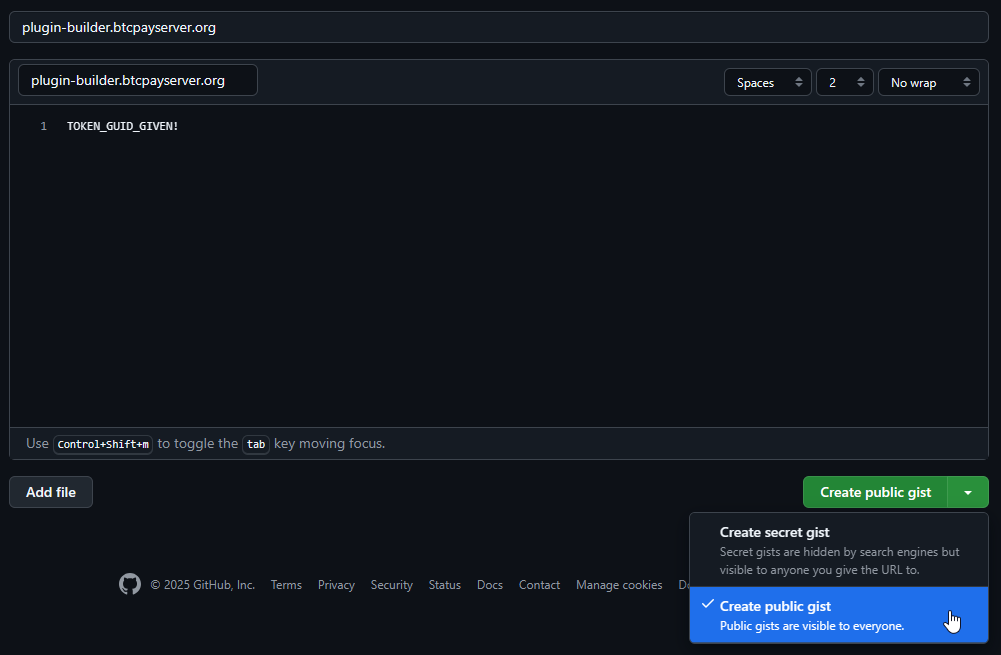 plugin-builder.btcpayserver.org
plugin-builder.btcpayserver.org
Spaces 2 No wrap
1 TOKEN_GUID_GIVEN!
Use Control+Shift+m to toggle the tab key moving focus.
Add file
Create public gist
Create secret gist
Secret gists are hidden by search engines but
visible to anyone you give the URL to.
Create public gist
Public gists are visible to everyone.
© 2025 GitHub, Inc. Terms Privacy Security Status Docs Contact Manage cookies